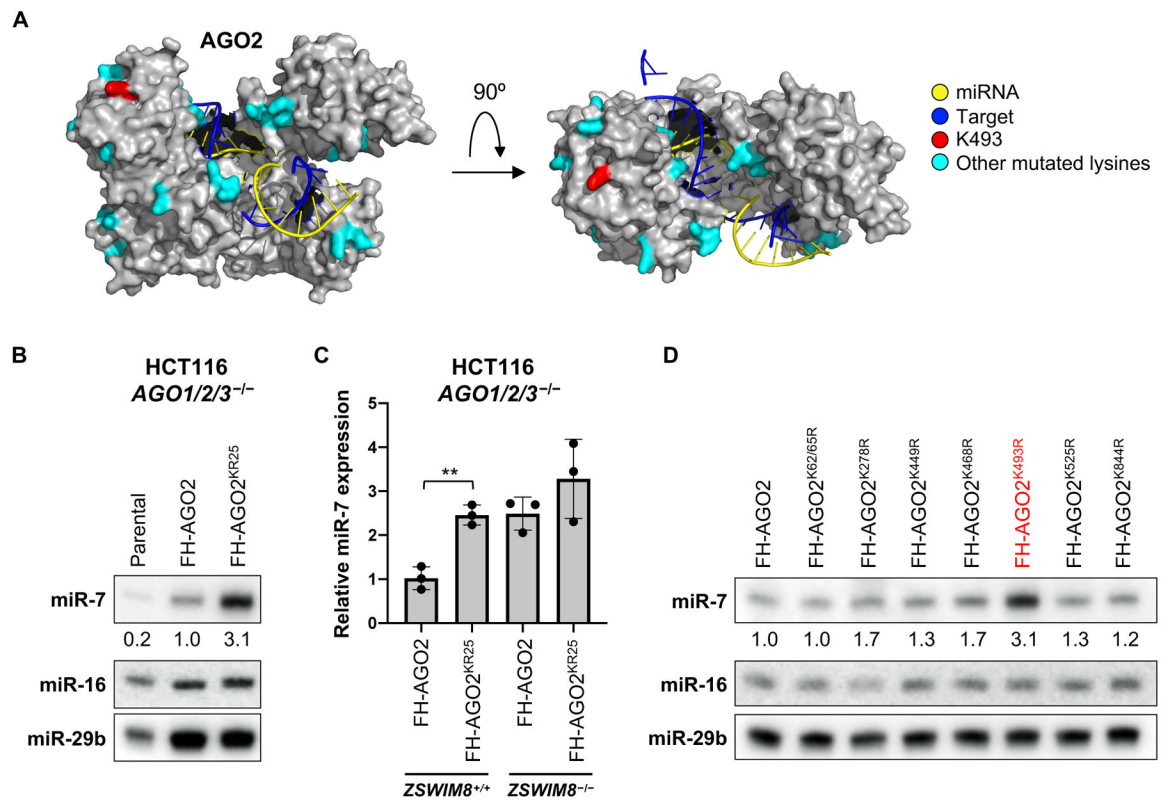 A
AGO2
90º
miRNA
Target
K493
Other mutated lysines
B
HCT116
AGO1/2/3⁻/⁻
Parental
FH-AGO2
FH-AGO2ᴷᴿ²⁵
miR-7
0.2 1.0 3.1
miR-16
miR-29b
C
HCT116
AGO1/2/3⁻/⁻
Relative miR-7 expression
5
4
3
2
1
0
**
FH-AGO2
FH-AGO2ᴷᴿ²⁵
FH-AGO2
FH-AGO2ᴷᴿ²⁵
ZSWIM8⁺/⁺
ZSWIM8⁻/⁻
D
FH-AGO2
FH-AGO2ᴷ⁶²/⁶⁵ᴿ
FH-AGO2ᴷ²⁷⁸ᴿ
FH-AGO2ᴷ⁴⁴⁹ᴿ
FH-AGO2ᴷ⁴⁶⁸ᴿ
FH-AGO2ᴷ⁴⁹³ᴿ
FH-AGO2ᴷ⁵²⁵ᴿ
FH-AGO2ᴷ⁸⁴⁴ᴿ
miR-7
1.0 1.0 1.7 1.3 1.7 3.1 1.3 1.2
miR-16
miR-29b